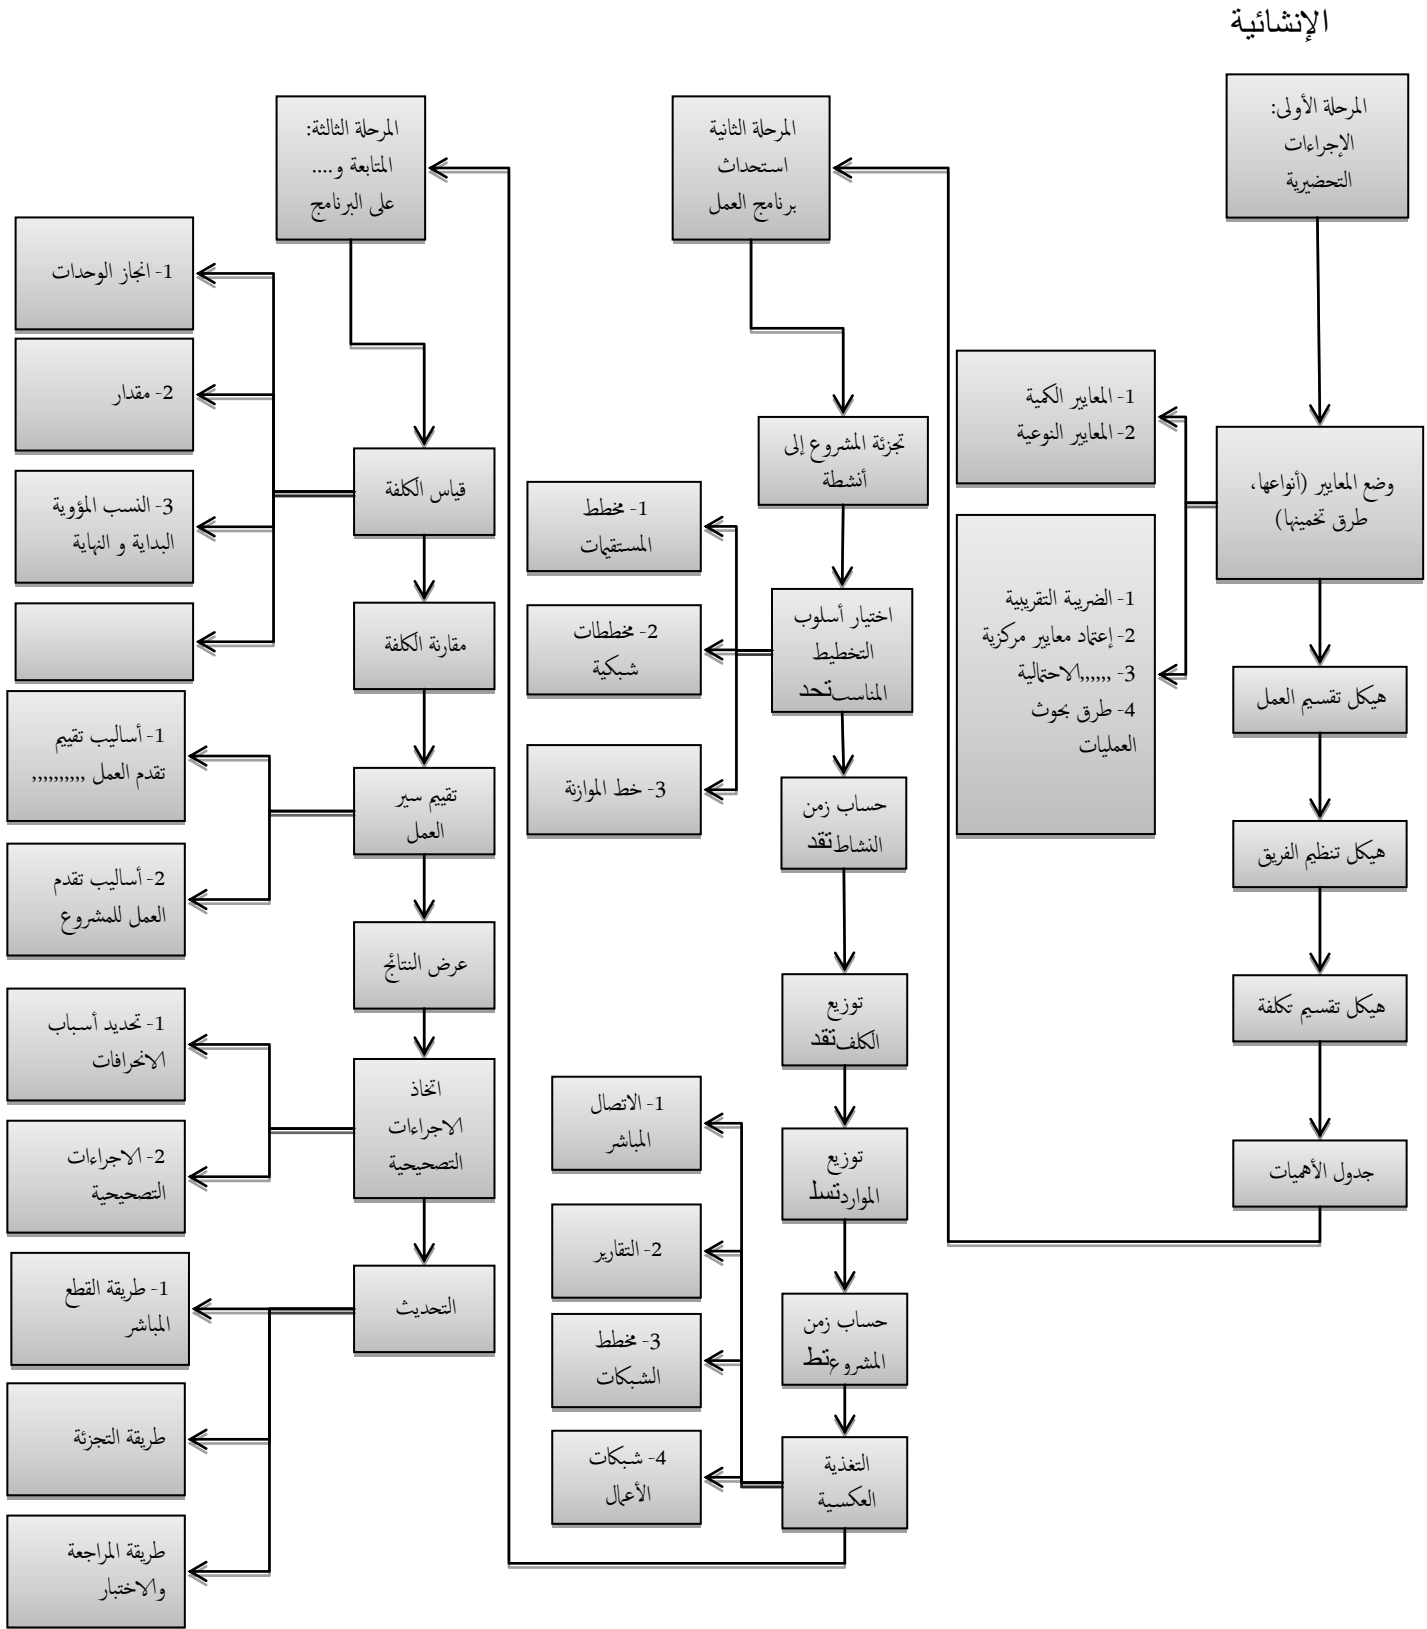 الإنشائية
المرحلة الأولى:
الإجراءات
التحضيرية
وضع المعايير (أنواعها،
طرق تخمينها)
1- المعايير الكمية
2- المعايير النوعية
1- الضريبة التقريبية
2- إعتماد معايير مركزية
3- ,,,,,,الاحتمالية
4- طرق بحوث
العمليات
هيكل تقسيم العمل
هيكل تنظيم الفريق
هيكل تقسيم تكلفة
جدول الأهميات
المرحلة الثانية
استحداث
برنامج العمل
تجزئة المشروع إلى
أنشطة
اختيار أسلوب
التخطيط
المناسبتحد
1- مخطط
المستقيمات
2- مخططات
شبكية
3- خط الموازنة
حساب زمن
النشاطتقد
توزيع
الكلفتقد
توزيع
المواردتسل
حساب زمن
المشروعتط
التغذية
العكسية
1- الاتصال
المباشر
2- التقارير
3- مخطط
الشبكات
4- شبكات
الأعمال
المرحلة الثالثة:
المتابعة و....
على البرنامج
قياس الكلفة
1- انجاز الوحدات
2- مقدار
3- النسب المؤوية
البداية و النهاية
مقارنة الكلفة
تقييم سير
العمل
1- أساليب تقييم
تقدم العمل ,,,,,,,,,,
2- أساليب تقدم
العمل للمشروع
عرض النتائج
اتخاذ
الاجراءات
التصحيحية
1- تحديد أسباب
الانحرافات
2- الاجراءات
التصحيحية
التحديث
1- طريقة القطع
المباشر
طريقة التجزئة
طريقة المراجعة
والاختبار